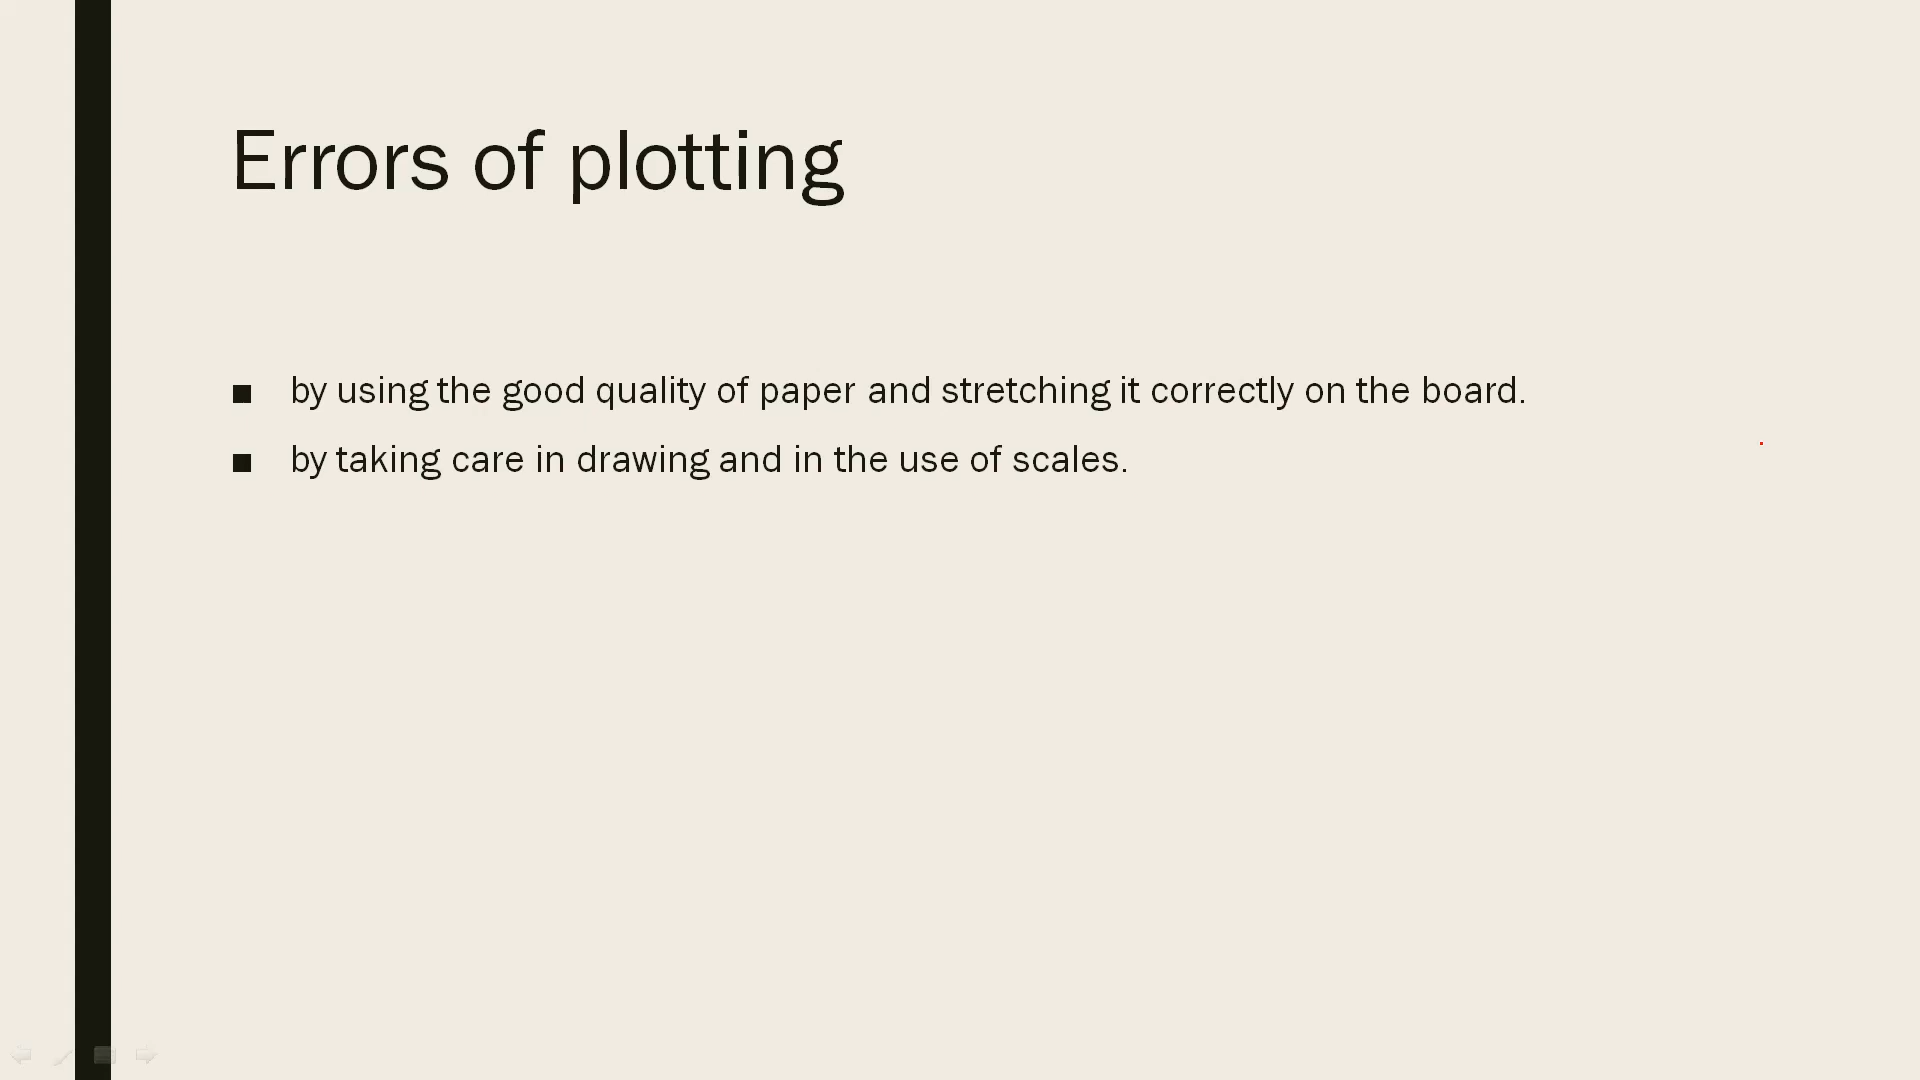 Errors of plotting
■ by using the good quality of paper and stretching it correctly on the board.
■ by taking care in drawing and in the use of scales.